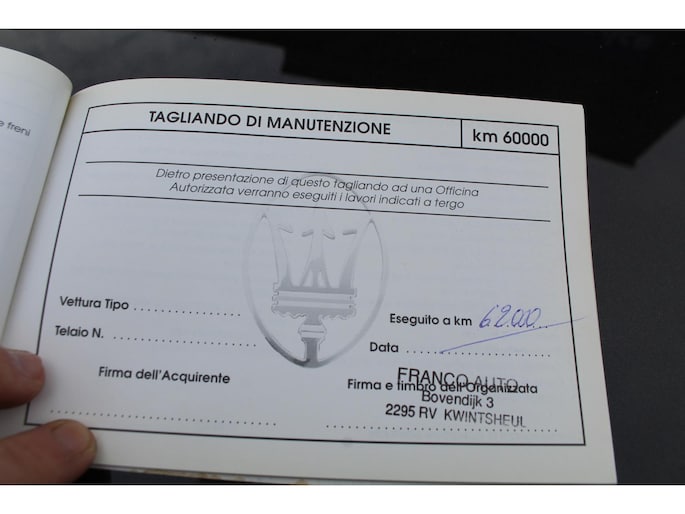 e freni
TAGLIANDO DI MANUTENZIONE
km 60000
Dietro presentazione di questo tagliando ad una Officina
Autorizzata verranno eseguiti i lavori indicati a tergo
Vettura Tipo ................
Eseguito a km 62.000
Telaio N. ......................
Data ......................
Firma dell'Acquirente
Firma e timbro dell'Organizzata
FRANCO AUTO
Bovendijk 3
2295 RV KWINTSHEUL